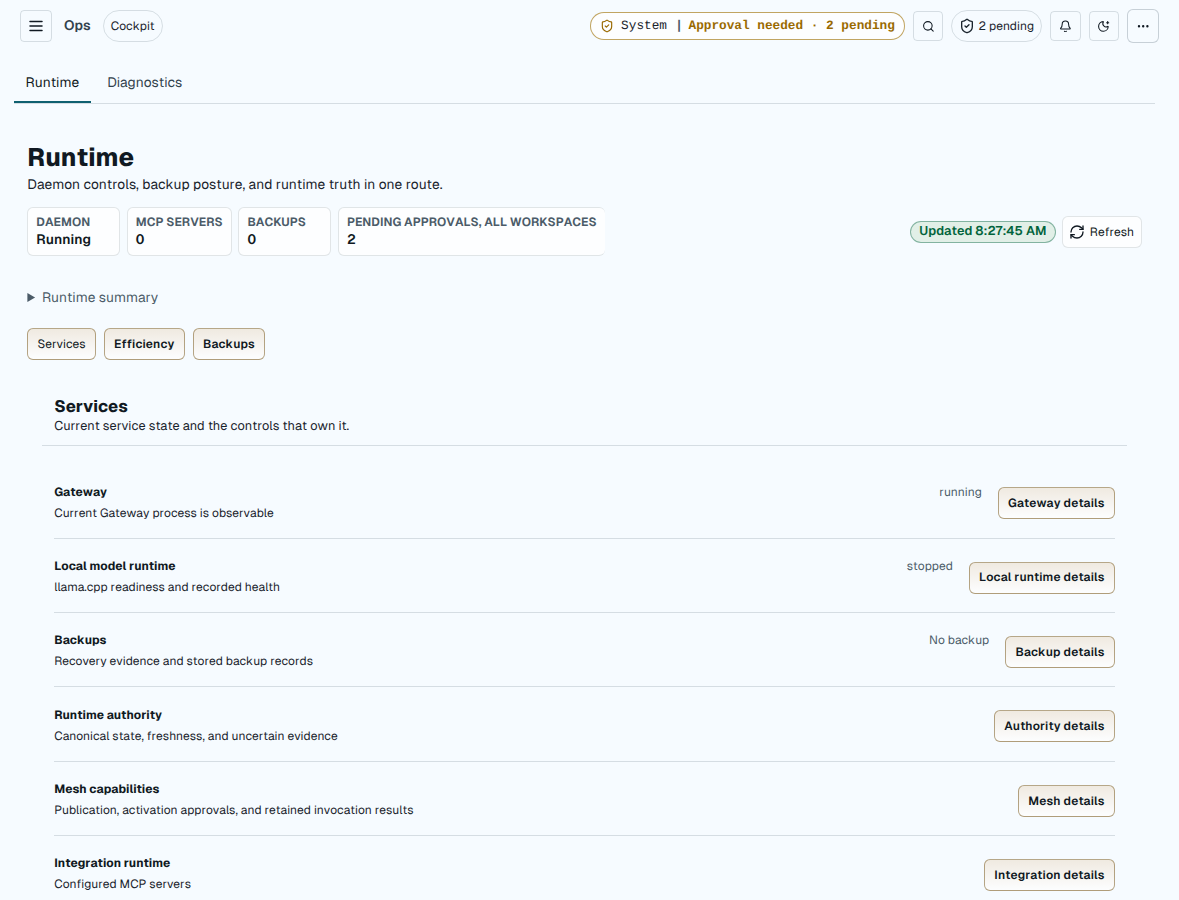 Ops Cockpit System | Approval needed · 2 pending 2 pending
Runtime Diagnostics
Runtime
Daemon controls, backup posture, and runtime truth in one route.
DAEMON
Running
MCP SERVERS
0
BACKUPS
0
PENDING APPROVALS, ALL WORKSPACES
2
Updated 8:27:45 AM Refresh
Runtime summary
Services Efficiency Backups
Services
Current service state and the controls that own it.
Gateway
Current Gateway process is observable
running Gateway details
Local model runtime
llama.cpp readiness and recorded health
stopped Local runtime details
Backups
Recovery evidence and stored backup records
No backup Backup details
Runtime authority
Canonical state, freshness, and uncertain evidence
Authority details
Mesh capabilities
Publication, activation approvals, and retained invocation results
Mesh details
Integration runtime
Configured MCP servers
Integration details